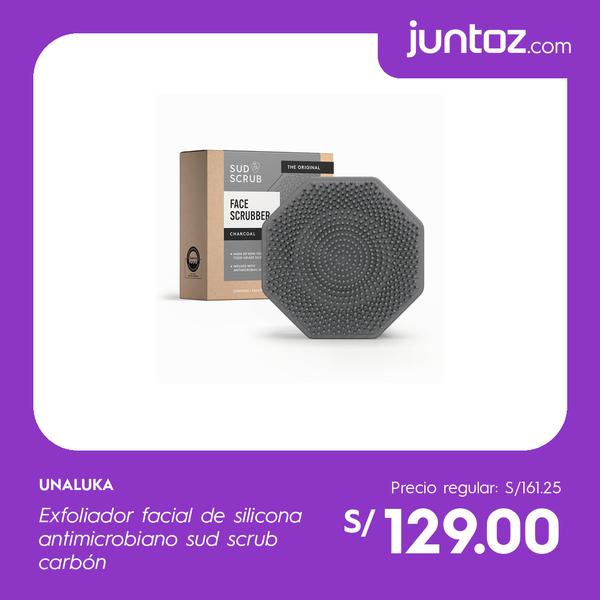 juntoz.com
SUD SCRUB
THE ORIGINAL
FACE
SCRUBBER
CHARCOAL
UNALUKA
Exfoliador facial de silicona
antimicrobiano sud scrub
carbón
Precio regular: S/161.25
S/129.00